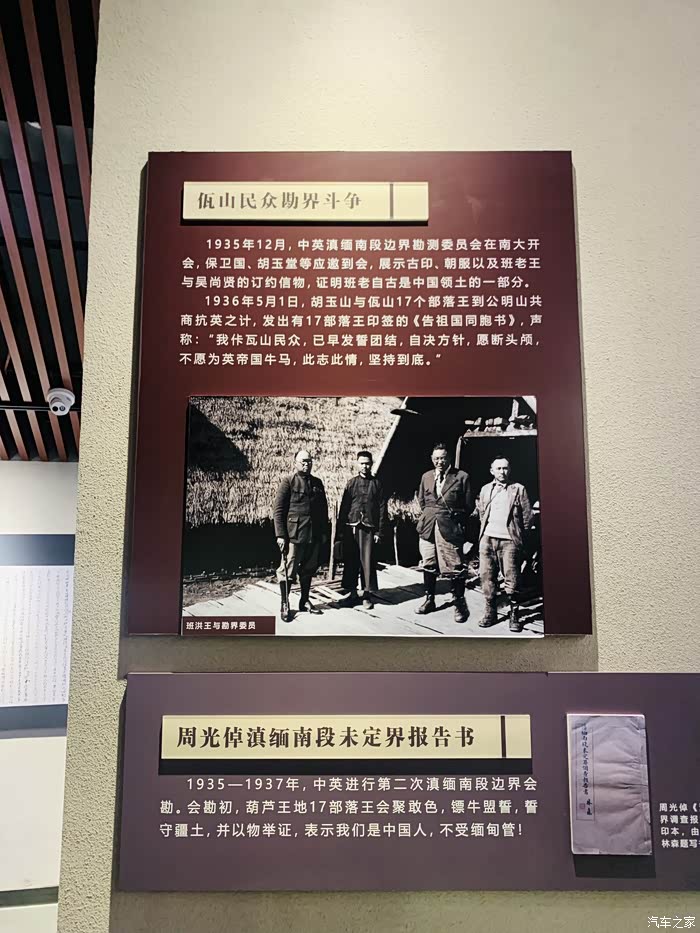 佤山民众勘界斗争
1935年12月，中英滇缅南段边界勘测委员会在南大开
会，保卫国、胡玉堂等应邀到会，展示古印、朝服以及班老王
与吴尚贤的订约信物，证明班老自古是中国领土的一部分。
1936年5月1日，胡玉山与佤山17个部落王到公明山共
商抗英之计，发出有17部落王印签的《告祖国同胞书》，声
称：“我佧瓦山民众，已早发誓团结，自决方针，愿断头颅，
不愿为英帝国牛马，此志此情，坚持到底。”
班洪王与勘界委员
周光倬滇缅南段未定界报告书
1935—1937年，中英进行第二次滇缅南段边界会
勘。会勘初，葫芦王地17部落王会聚敢色，镖牛盟誓，誓
守疆土，并以物举证，表示我们是中国人，不受缅甸管！
周光倬《
界调查报
印本，由
林森题写
汽车之家